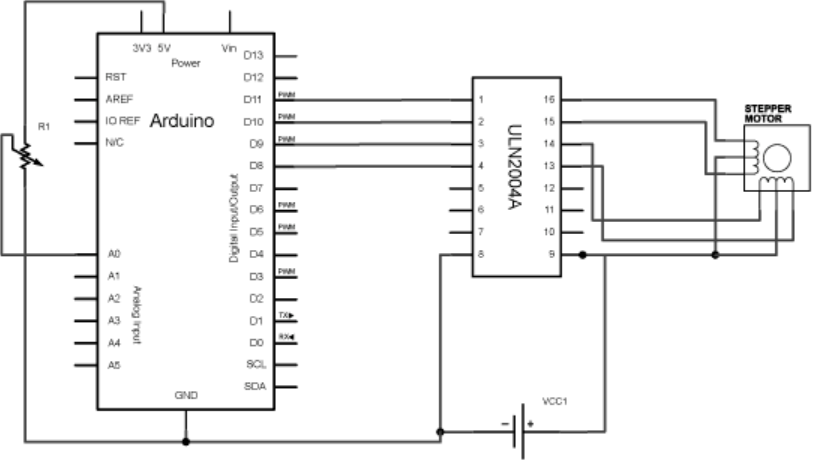 3V3 5V Vin
Power
R1
RST
AREF
IO REF
N/C
Arduino
A0
A1
A2
A3
A4
A5
Analog Input
Digital Input/Output
D13
D12
D11 PWM
D10 PWM
D9 PWM
D8
D7
D6 PWM
D5 PWM
D4
D3 PWM
D2
D1 TX
D0 RX
SCL
SDA
GND
ULN2004A
1 16
2 15
3 14
4 13
5 12
6 11
7 10
8 9
STEPPER
MOTOR
VCC1
- +